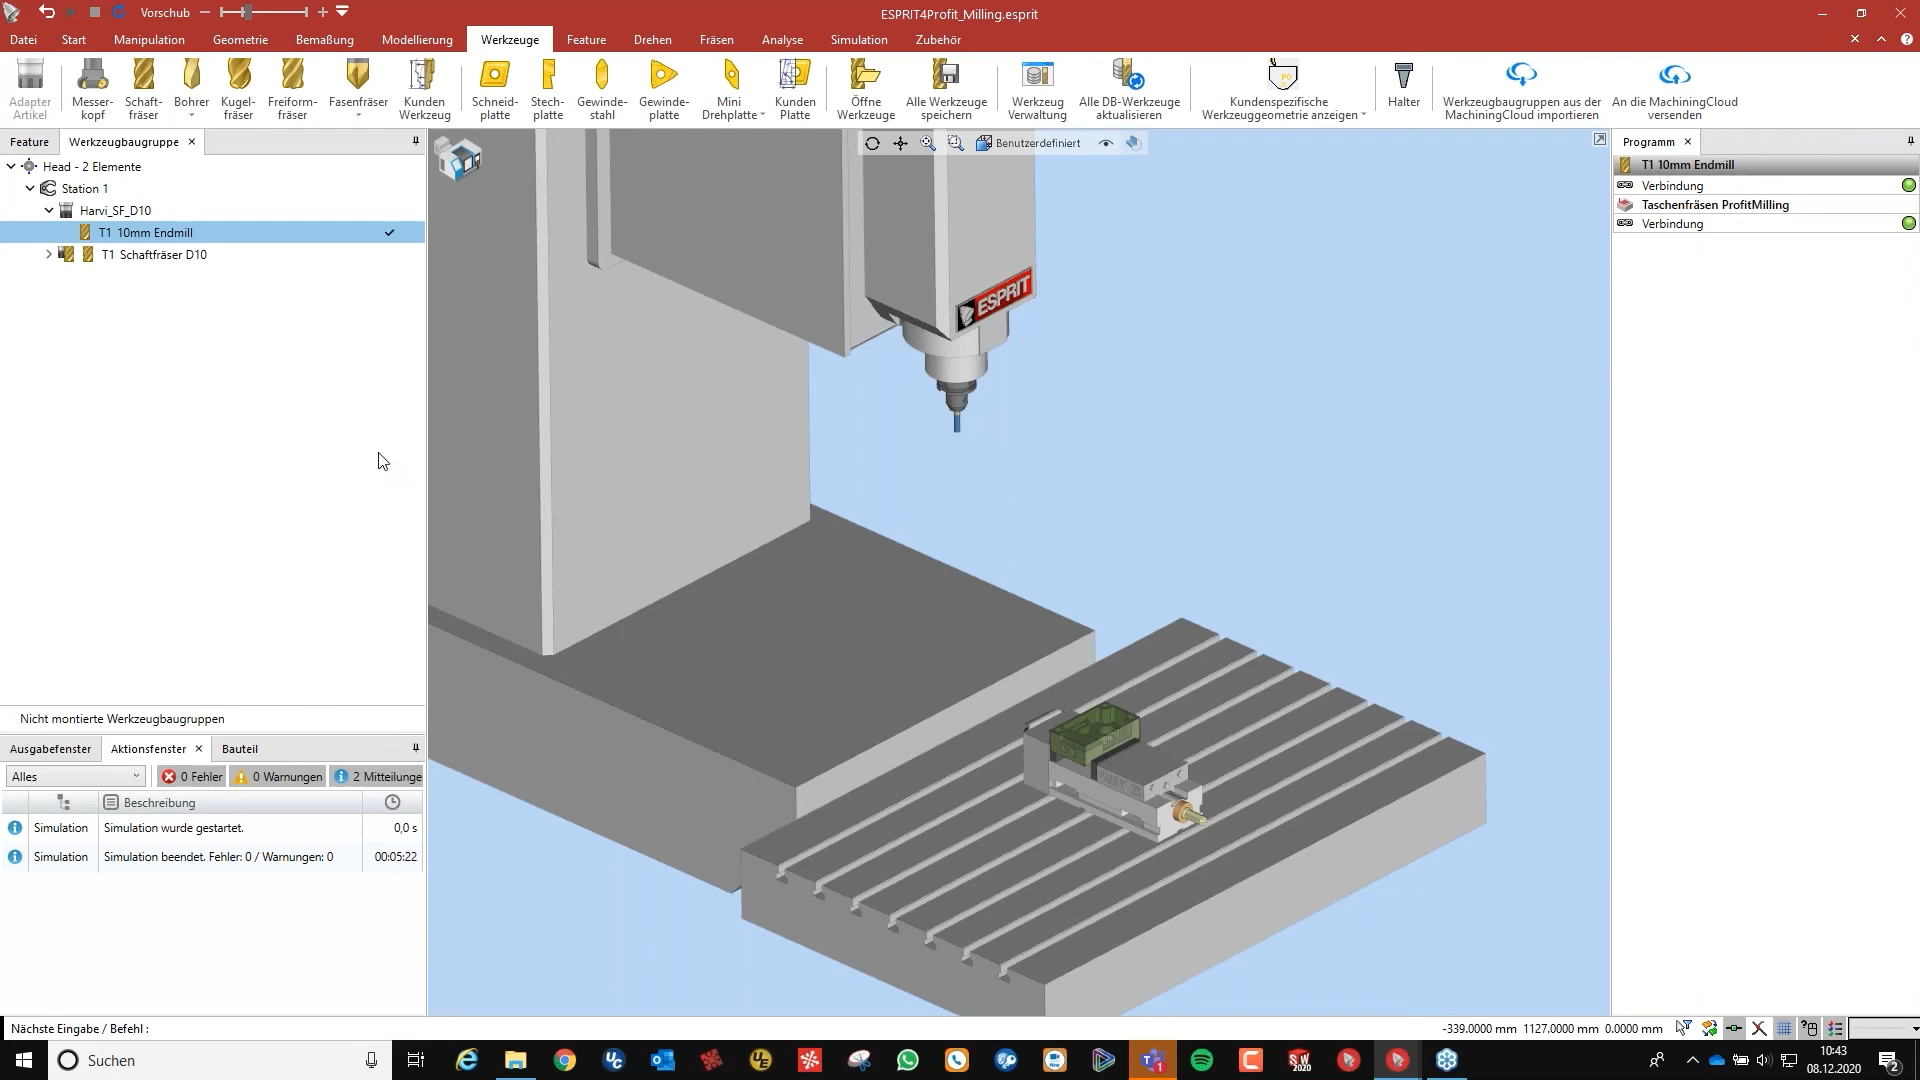 Vorschub
ESPRIT4Profit_Milling.esprit
Datei Start Manipulation Geometrie Bemaßung Modellierung Werkzeuge Feature Drehen Fräsen Analyse Simulation Zubehör
Adapter Artikel
Messer-kopf
Schaft-fräser
Bohrer
Kugel-fräser
Freiform-fräser
Fasenfräser
Kunden Werkzeug
Schneid-platte
Stech-platte
Gewinde-stahl
Gewinde-platte
Mini Drehplatte
Kunden Platte
Öffne Werkzeuge
Alle Werkzeuge speichern
Werkzeug Verwaltung
Alle DB-Werkzeuge aktualisieren
Kundenspezifische Werkzeuggeometrie anzeigen
Halter
Werkzeugbaugruppen aus der MachiningCloud importieren
An die MachiningCloud versenden
Feature Werkzeugbaugruppe
Benutzerdefiniert
Programm
Head - 2 Elemente
Station 1
Harvi_SF_D10
T1 10mm Endmill
T1 Schaftfräser D10
T1 10mm Endmill
Verbindung
Taschenfräsen ProfitMilling
Verbindung
ESPRIT
Nicht montierte Werkzeugbaugruppen
Ausgabefenster Aktionsfenster Bauteil
Alles 0 Fehler 0 Warnungen 2 Mitteilunge
Beschreibung
Simulation Simulation wurde gestartet. 0,0 s
Simulation Simulation beendet. Fehler: 0 / Warnungen: 0 00:05:22
Nächste Eingabe / Befehl :
-339.0000 mm 1127.0000 mm 0.0000 mm
Suchen
10:43
08.12.2020